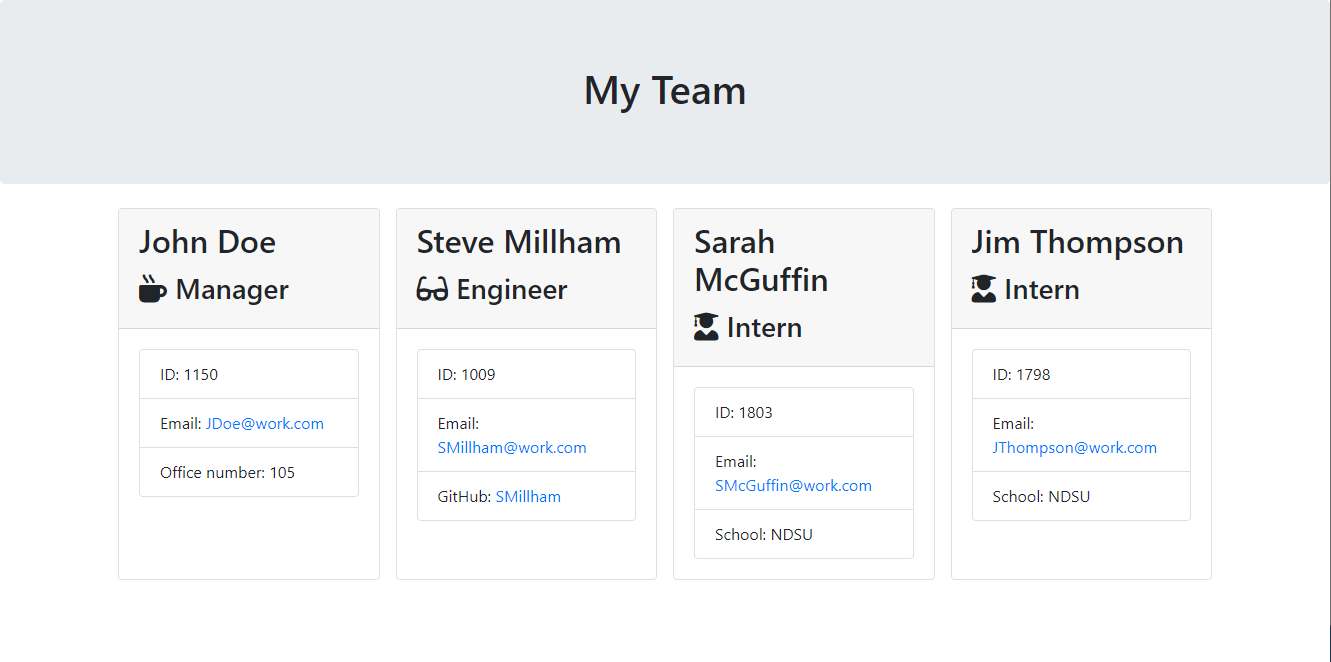 My Team
John Doe
Manager
ID: 1150
Email: JDoe@work.com
Office number: 105
Steve Millham
Engineer
ID: 1009
Email:
SMillham@work.com
GitHub: SMillham
Sarah
McGuffin
Intern
ID: 1803
Email:
SMcGuffin@work.com
School: NDSU
Jim Thompson
Intern
ID: 1798
Email:
JThompson@work.com
School: NDSU